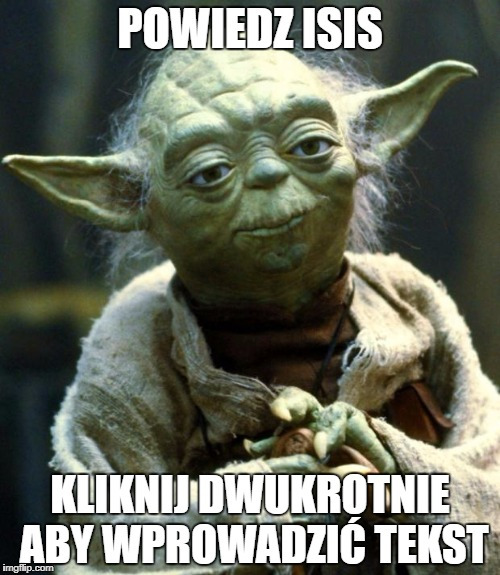 POWIEDZ ISIS
KLIKNIJ DWUKROTNIE
ABY WPROWADZIĆ TEKST
imgflip.com